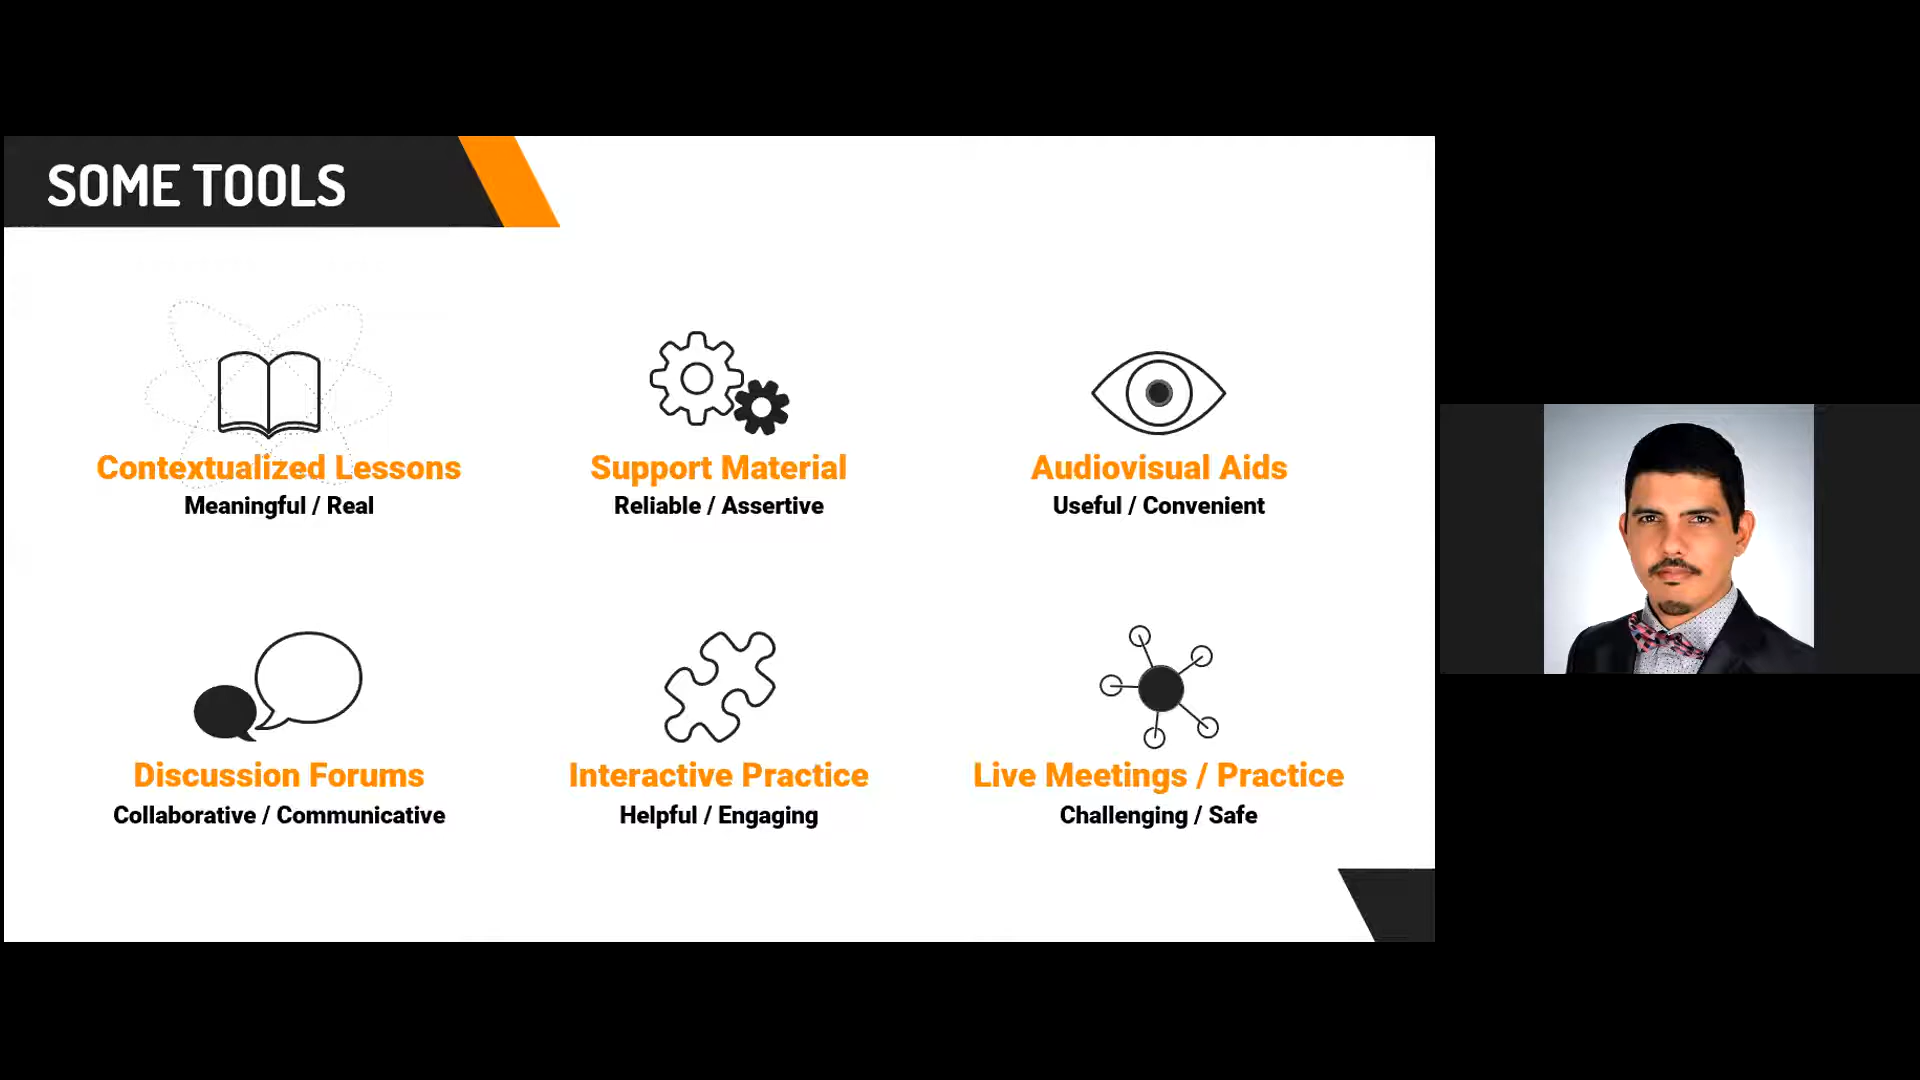 SOME TOOLS
Contextualized Lessons
Meaningful / Real
Support Material
Reliable / Assertive
Audiovisual Aids
Useful / Convenient
Discussion Forums
Collaborative / Communicative
Interactive Practice
Helpful / Engaging
Live Meetings / Practice
Challenging / Safe